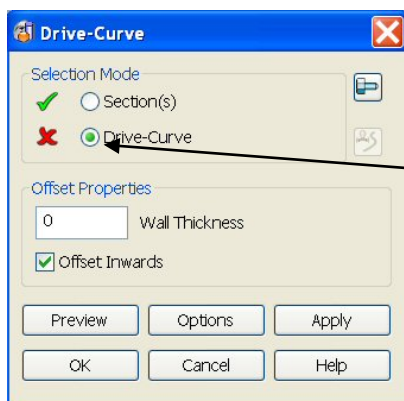 Drive-Curve
Selection Mode
Section(s)
Drive-Curve
Offset Properties
0 Wall Thickness
Offset Inwards
Preview Options Apply
OK Cancel Help